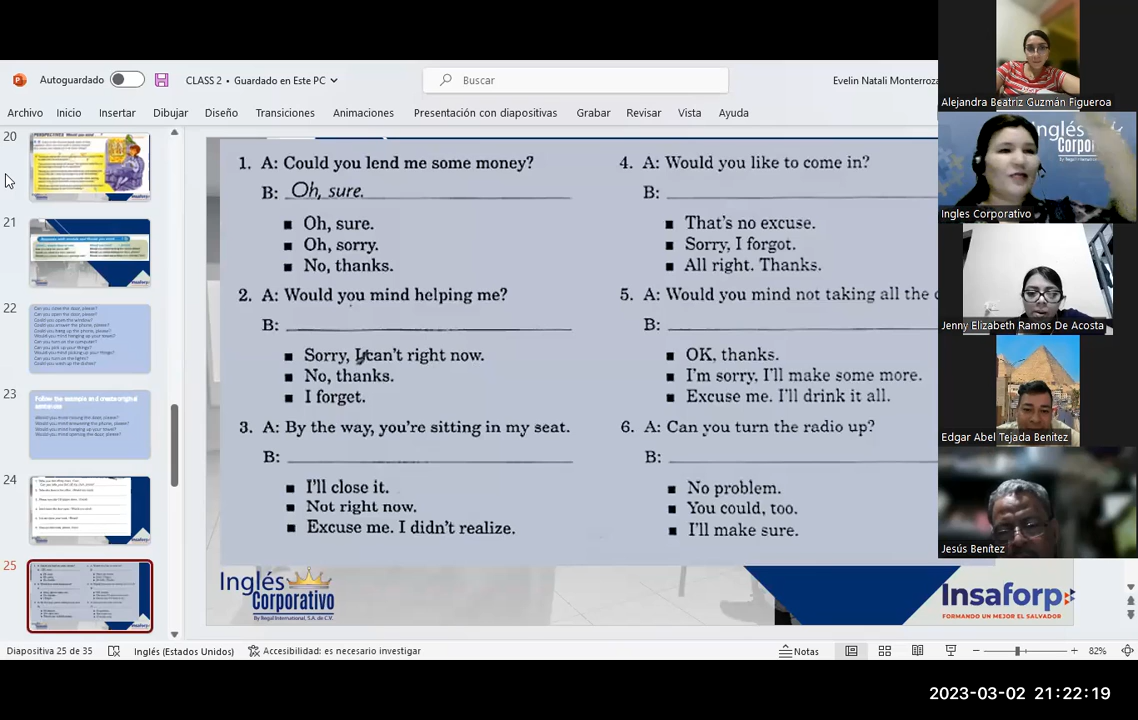 Autoguardado
CLASS 2 • Guardado en Este PC
Buscar
Evelin Natali Monterroza
Archivo Inicio Insertar Dibujar Diseño Transiciones Animaciones Presentación con diapositivas Grabar Revisar Vista Ayuda
20
21
22
23
24
25
1. A: Could you lend me some money?
B: Oh, sure.
■ Oh, sure.
■ Oh, sorry.
■ No, thanks.
2. A: Would you mind helping me?
B:
■ Sorry, I can't right now.
■ No, thanks.
■ I forget.
3. A: By the way, you're sitting in my seat.
B:
■ I'll close it.
■ Not right now.
■ Excuse me. I didn't realize.
4. A: Would you like to come in?
B:
■ That's no excuse.
■ Sorry, I forgot.
■ All right. Thanks.
5. A: Would you mind not taking all the
B:
■ OK, thanks.
■ I'm sorry, I'll make some more.
■ Excuse me. I'll drink it all.
6. A: Can you turn the radio up?
B:
■ No problem.
■ You could, too.
■ I'll make sure.
Inglés
Corporativo
By Regal International, S.A. de C.V.
Insaforp
FORMANDO UN MEJOR EL SALVADOR
Alejandra Beatriz Guzmán Figueroa
Inglés
Ingles Corporativo
Jenny Elizabeth Ramos De Acosta
Edgar Abel Tejada Benitez
Jesús Benítez
Diapositiva 25 de 35
Inglés (Estados Unidos)
Accesibilidad: es necesario investigar
Notas
82%
2023-03-02 21:22:19